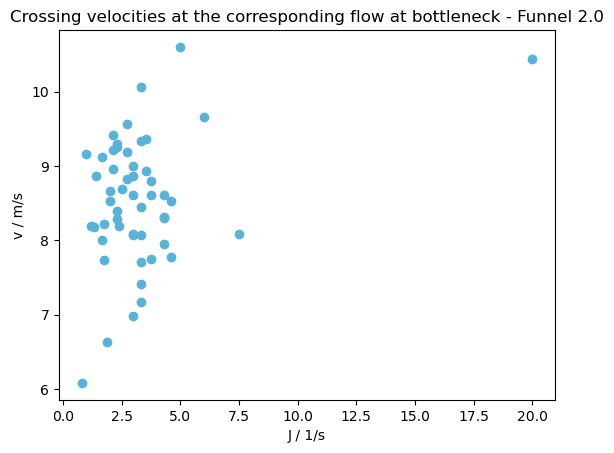 Crossing velocities at the corresponding flow at bottleneck - Funnel 2.0
10
9
8
7
6
v / m/s
0.0 2.5 5.0 7.5 10.0 12.5 15.0 17.5 20.0
J / 1/s